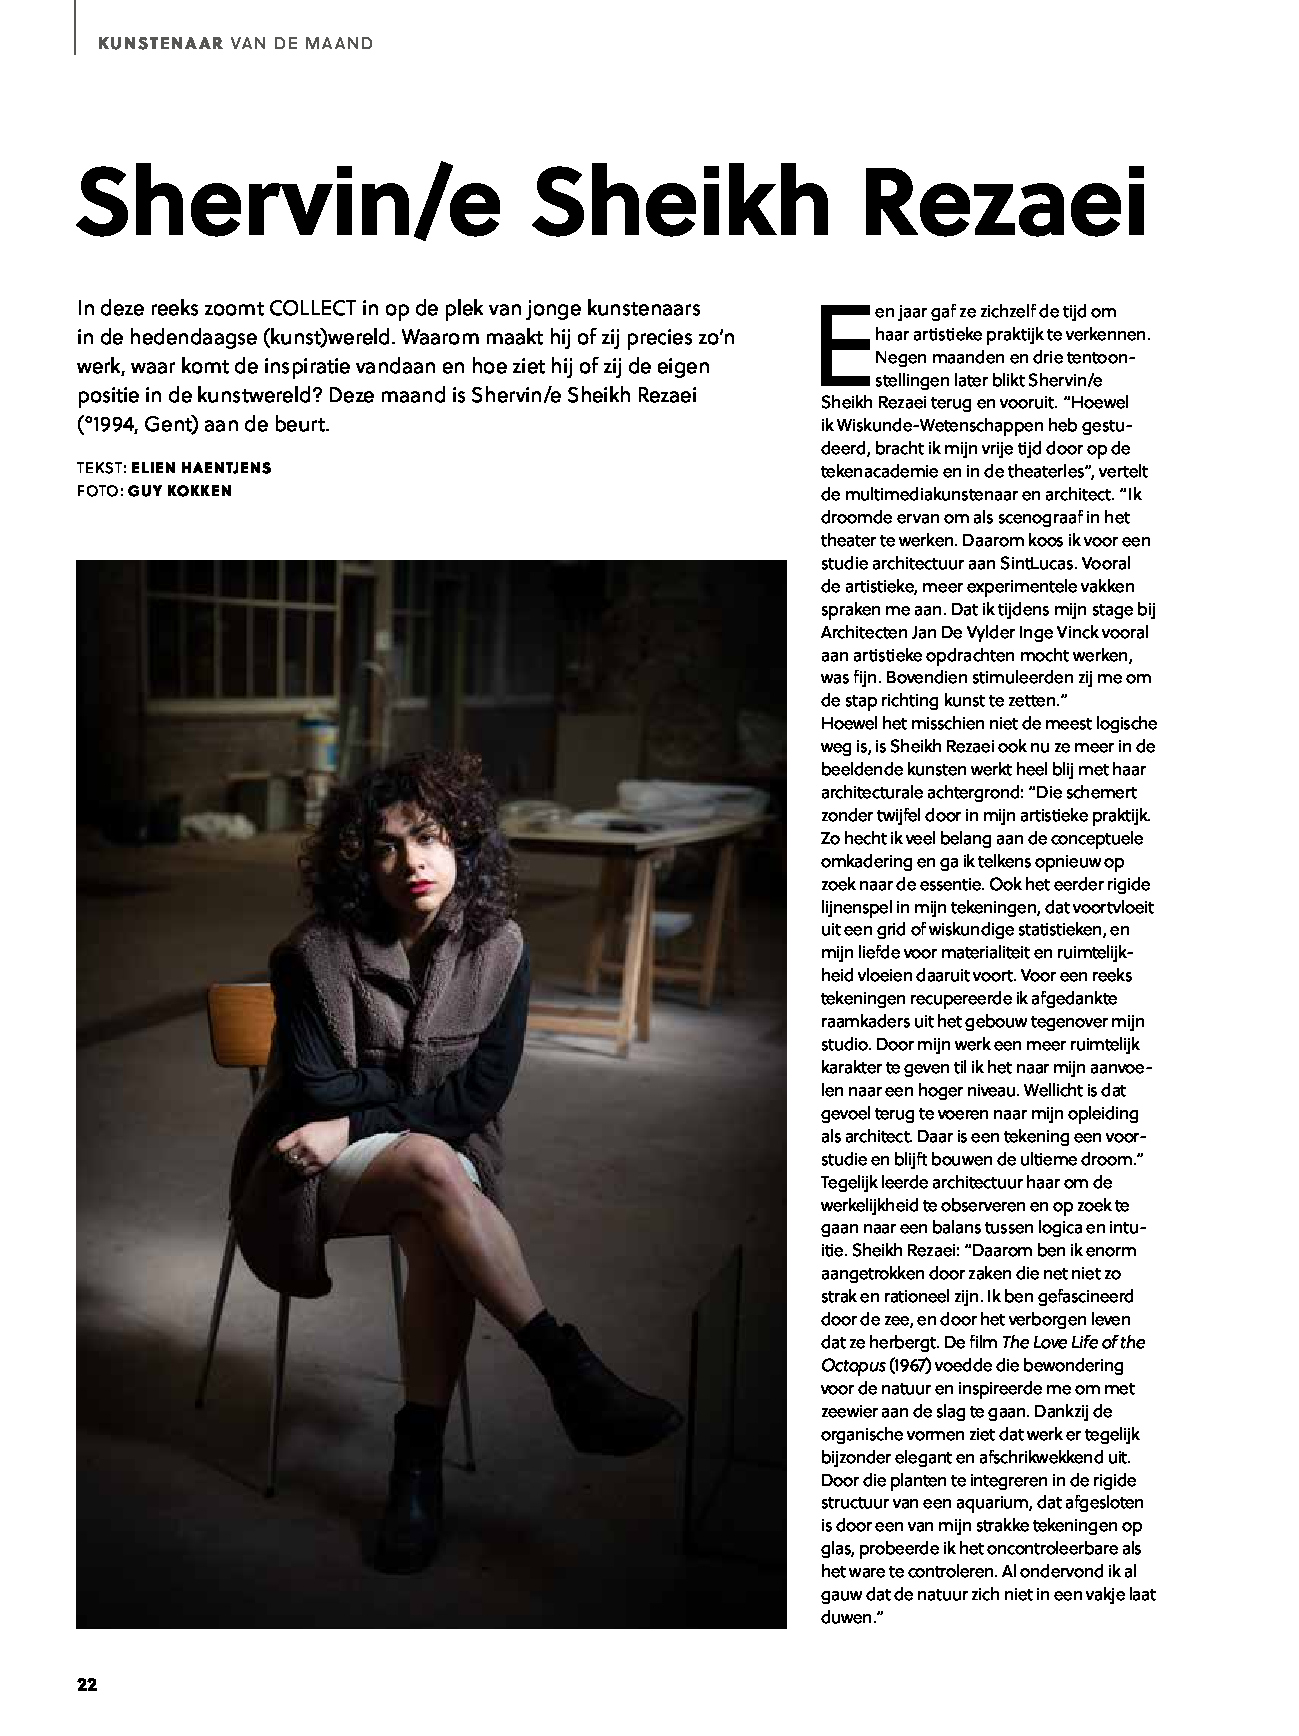 KUNSTENAAR VAN DE MAAND
Shervin/e Sheikh Rezaei
In deze reeks zoomt COLLECT in op de plek van jonge kunstenaars
in de hedendaagse (kunst)wereld. Waarom maakt hij of zij precies zo’n
werk, waar komt de inspiratie vandaan en hoe ziet hij of zij de eigen
positie in de kunstwereld? Deze maand is Shervin/e Sheikh Rezaei
(°1994, Gent) aan de beurt.
TEKST: ELIEN HAENTJENS
FOTO: GUY KOKKEN
Een jaar gaf ze zichzelf de tijd om
haar artistieke praktijk te verkennen.
Negen maanden en drie tentoon-
stellingen later blikt Shervin/e
Sheikh Rezaei terug en vooruit. “Hoewel
ik Wiskunde-Wetenschappen heb gestu-
deerd, bracht ik mijn vrije tijd door op de
tekenacademie en in de theaterles”, vertelt
de multimediakunstenaar en architect. “Ik
droomde ervan om als scenograaf in het
theater te werken. Daarom koos ik voor een
studie architectuur aan SintLucas. Vooral
de artistieke, meer experimentele vakken
spraken me aan. Dat ik tijdens mijn stage bij
Architecten Jan De Vylder Inge Vinck vooral
aan artistieke opdrachten mocht werken,
was fijn. Bovendien stimuleerden zij me om
de stap richting kunst te zetten.”
Hoewel het misschien niet de meest logische
weg is, is Sheikh Rezaei ook nu ze meer in de
beeldende kunsten werkt heel blij met haar
architecturale achtergrond: “Die schemert
zonder twijfel door in mijn artistieke praktijk.
Zo hecht ik veel belang aan de conceptuele
omkadering en ga ik telkens opnieuw op
zoek naar de essentie. Ook het eerder rigide
lijnenspel in mijn tekeningen, dat voortvloeit
uit een grid of wiskundige statistieken, en
mijn liefde voor materialiteit en ruimtelijk-
heid vloeien daaruit voort. Voor een reeks
tekeningen recupereerde ik afgedankte
raamkaders uit het gebouw tegenover mijn
studio. Door mijn werk een meer ruimtelijk
karakter te geven til ik het naar mijn aanvoe-
len naar een hoger niveau. Wellicht is dat
gevoel terug te voeren naar mijn opleiding
als architect. Daar is een tekening een voor-
studie en blijft bouwen de ultieme droom.”
Tegelijk leerde architectuur haar om de
werkelijkheid te observeren en op zoek te
gaan naar een balans tussen logica en intu-
itie. Sheikh Rezaei: “Daarom ben ik enorm
aangetrokken door zaken die net niet zo
strak en rationeel zijn. Ik ben gefascineerd
door de zee, en door het verborgen leven
dat ze herbergt. De film The Love Life of the
Octopus (1967) voedde die bewondering
voor de natuur en inspireerde me om met
zeewier aan de slag te gaan. Dankzij de
organische vormen ziet dat werk er tegelijk
bijzonder elegant en afschrikwekkend uit.
Door die planten te integreren in de rigide
structuur van een aquarium, dat afgesloten
is door een van mijn strakke tekeningen op
glas, probeerde ik het oncontroleerbare als
het ware te controleren. Al ondervond ik al
gauw dat de natuur zich niet in een vakje laat
duwen.”
22